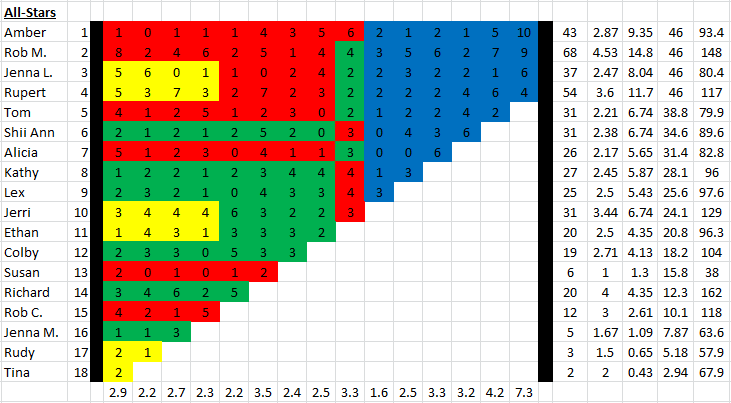 All-Stars
Amber 1 1 0 1 1 1 4 3 5 6 2 1 2 1 5 10 43 2.87 9.35 46 93.4
Rob M. 2 8 2 4 6 2 5 1 4 4 3 5 6 2 7 9 68 4.53 14.8 46 148
Jenna L. 3 5 6 0 1 1 0 2 4 2 2 3 2 2 1 6 37 2.47 8.04 46 80.4
Rupert 4 5 3 7 3 2 7 2 3 2 2 2 2 4 6 4 54 3.6 11.7 46 117
Tom 5 4 1 2 5 1 2 3 0 2 1 2 2 4 2 31 2.21 6.74 38.8 79.9
Shii Ann 6 2 1 2 1 2 5 2 0 3 0 4 3 6 31 2.38 6.74 34.6 89.6
Alicia 7 5 1 2 3 0 4 1 1 3 0 0 6 26 2.17 5.65 31.4 82.8
Kathy 8 1 2 2 1 2 3 4 4 4 1 3 27 2.45 5.87 28.1 96
Lex 9 2 3 2 1 0 4 3 3 4 3 25 2.5 5.43 25.6 97.6
Jerri 10 3 4 4 4 6 3 2 2 3 31 3.44 6.74 24.1 129
Ethan 11 1 4 3 1 3 3 3 2 20 2.5 4.35 20.8 96.3
Colby 12 2 3 3 0 5 3 3 19 2.71 4.13 18.2 104
Susan 13 2 0 1 0 1 2 6 1 1.3 15.8 38
Richard 14 3 4 6 2 5 20 4 4.35 12.3 162
Rob C. 15 4 2 1 5 12 3 2.61 10.1 118
Jenna M. 16 1 1 3 5 1.67 1.09 7.87 63.6
Rudy 17 2 1 3 1.5 0.65 5.18 57.9
Tina 18 2 2 2 0.43 2.94 67.9
2.9 2.2 2.7 2.3 2.2 3.5 2.4 2.5 3.3 1.6 2.5 3.3 3.2 4.2 7.3